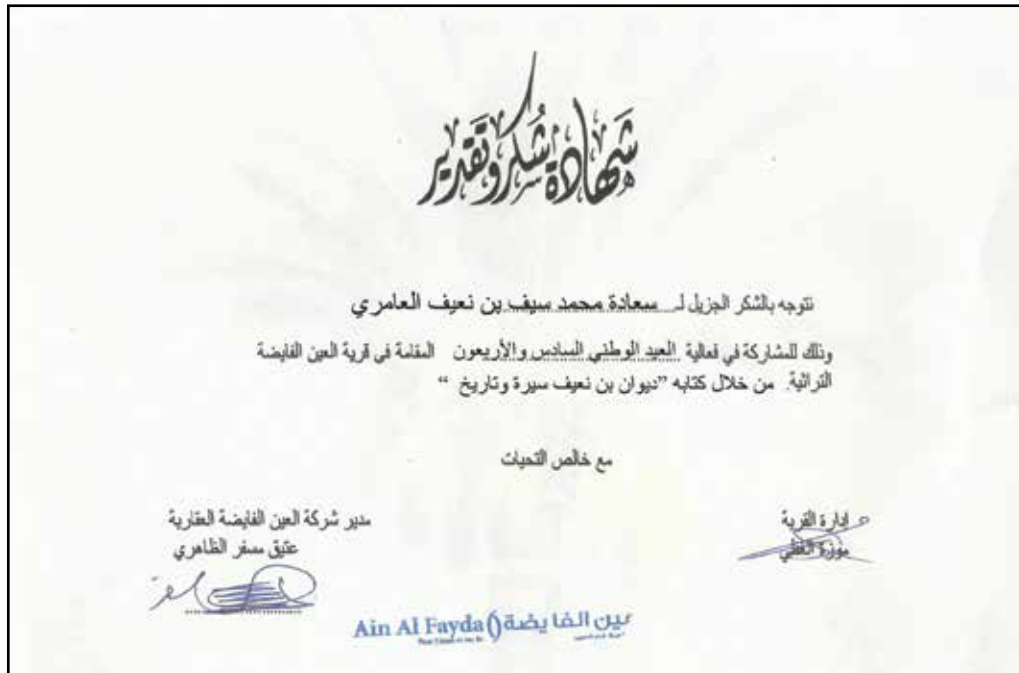 شهادة شكر وتقدير
نتوجه بالشكر الجزيل لـ سعادة محمد سيف بن نعيف العامري
وذلك للمشاركة في فعالية العيد الوطني السادس والأربعون المقامة في قرية العين الفايضة
التراثية. من خلال كتابه "ديوان بن نعيف سيرة وتاريخ "
مع خالص التحيات
إدارة القرية
موزة
مدير شركة العين الفايضة العقارية
عتيق مسفر الظاهري
Ain Al Fayda عين الفايضة